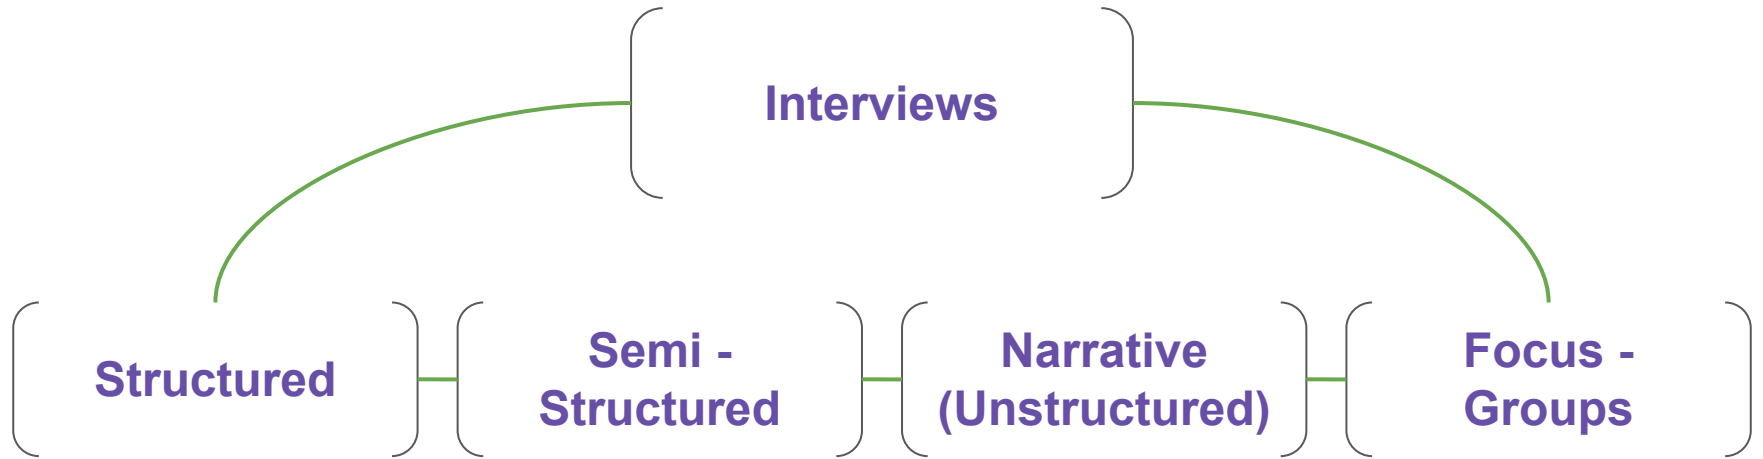 Interviews
Structured
Semi -
Structured
Narrative
(Unstructured)
Focus -
Groups